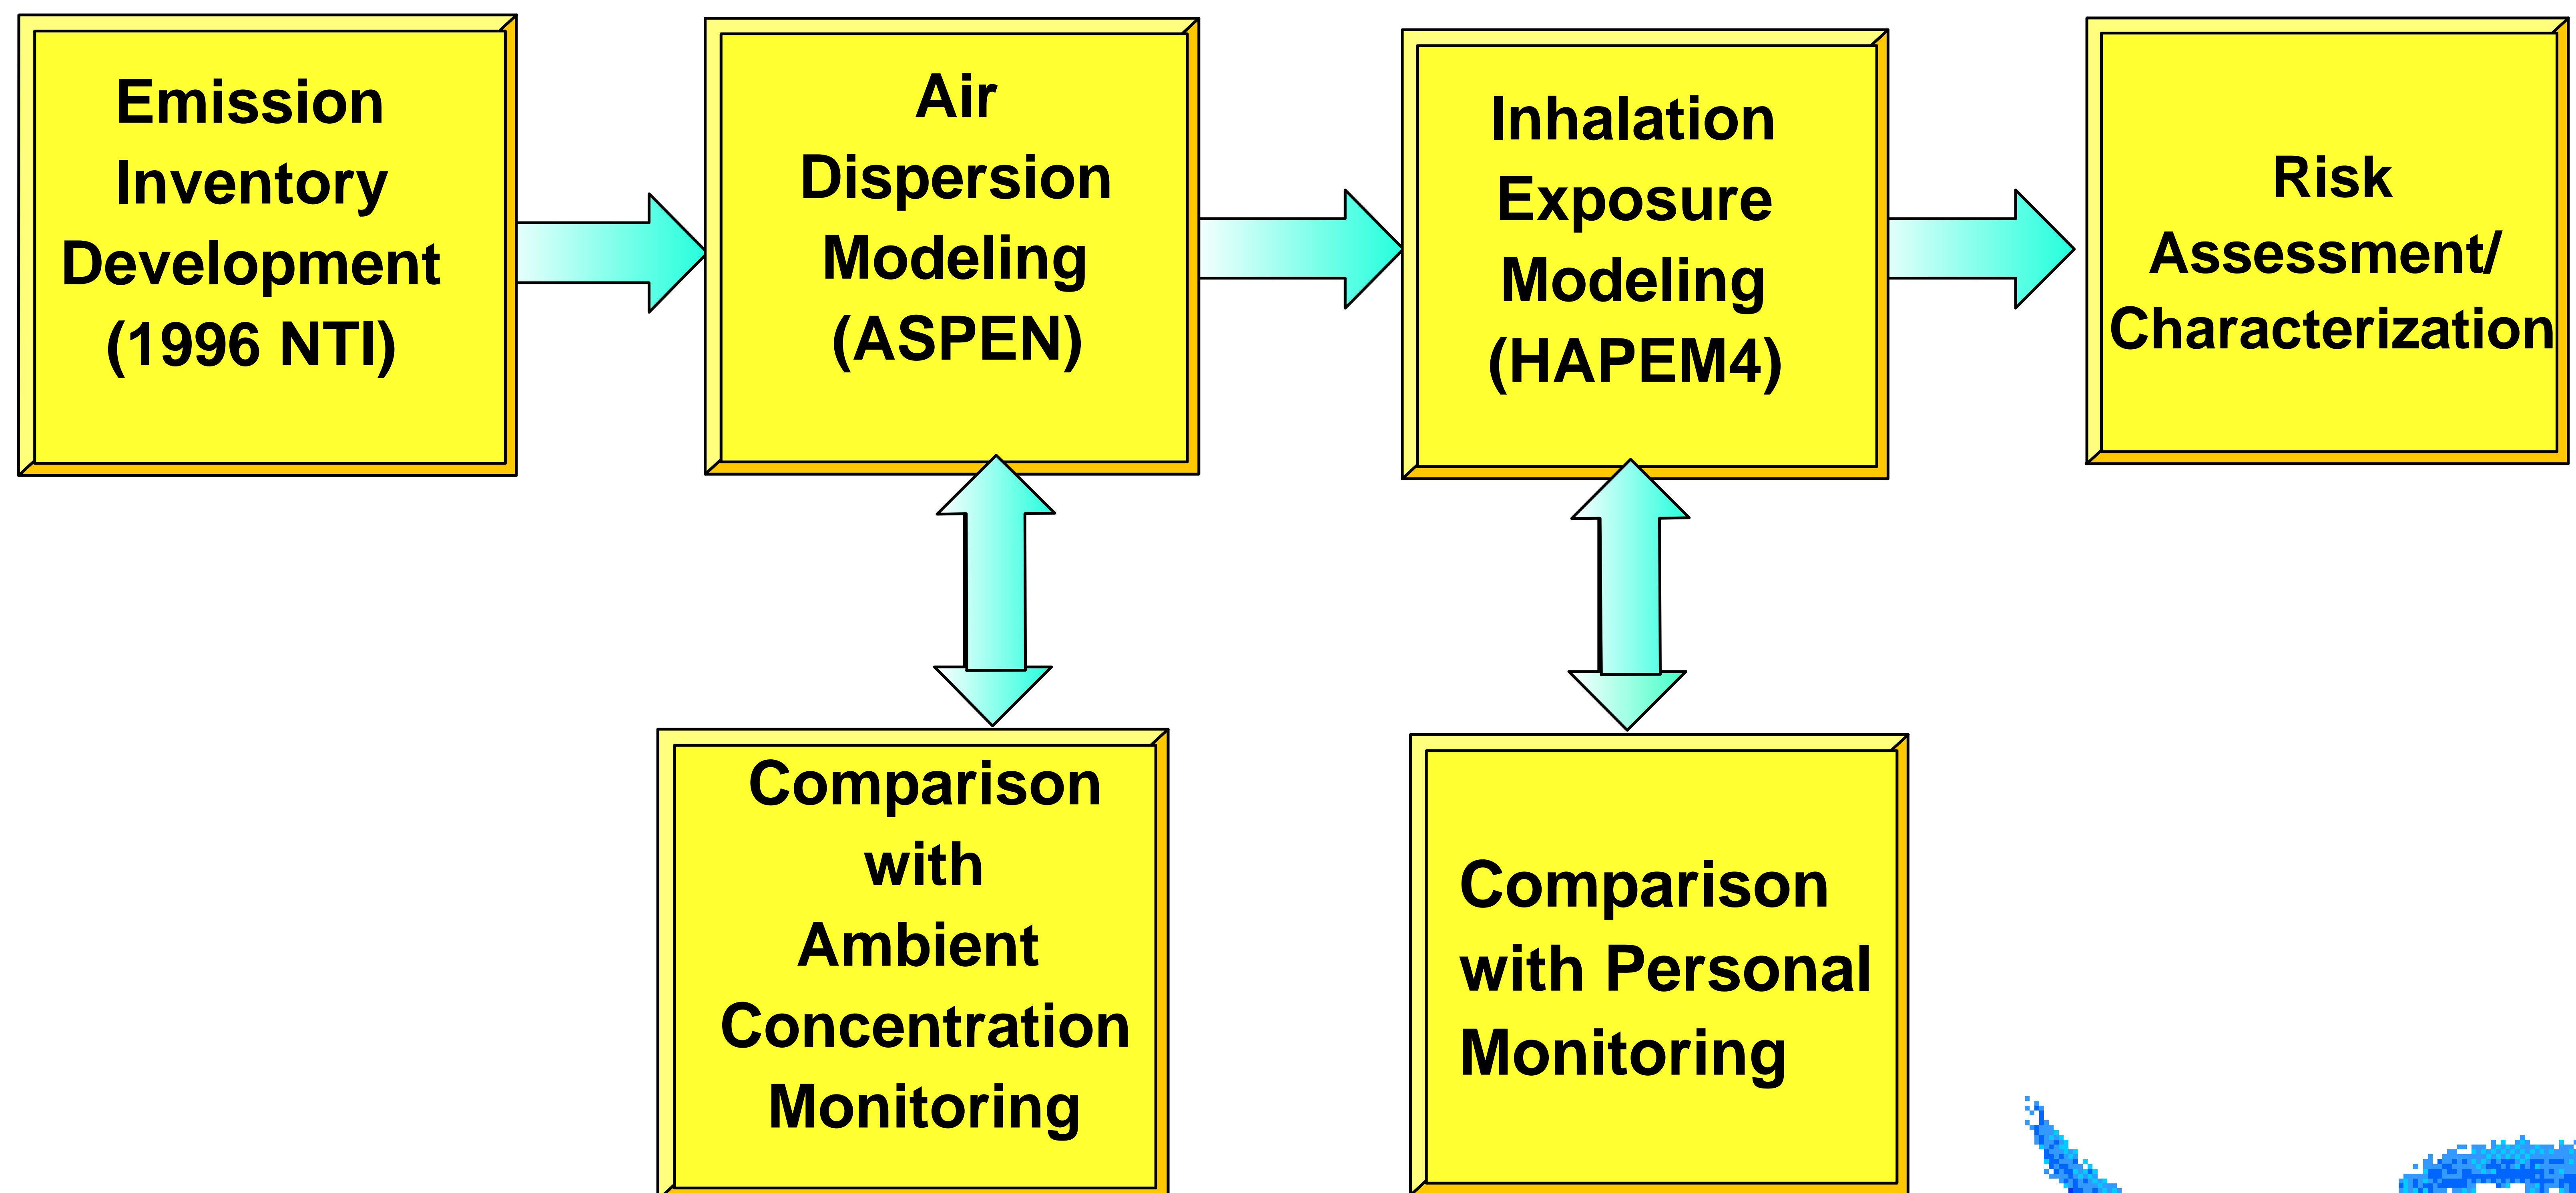 Emission
Inventory
Development
(1996 NTI)
Air
Dispersion
Modeling
(ASPEN)
Inhalation
Exposure
Modeling
(HAPEM4)
Risk
Assessment/
Characterization
Comparison
with
Ambient
Concentration
Monitoring
Comparison
with Personal
Monitoring